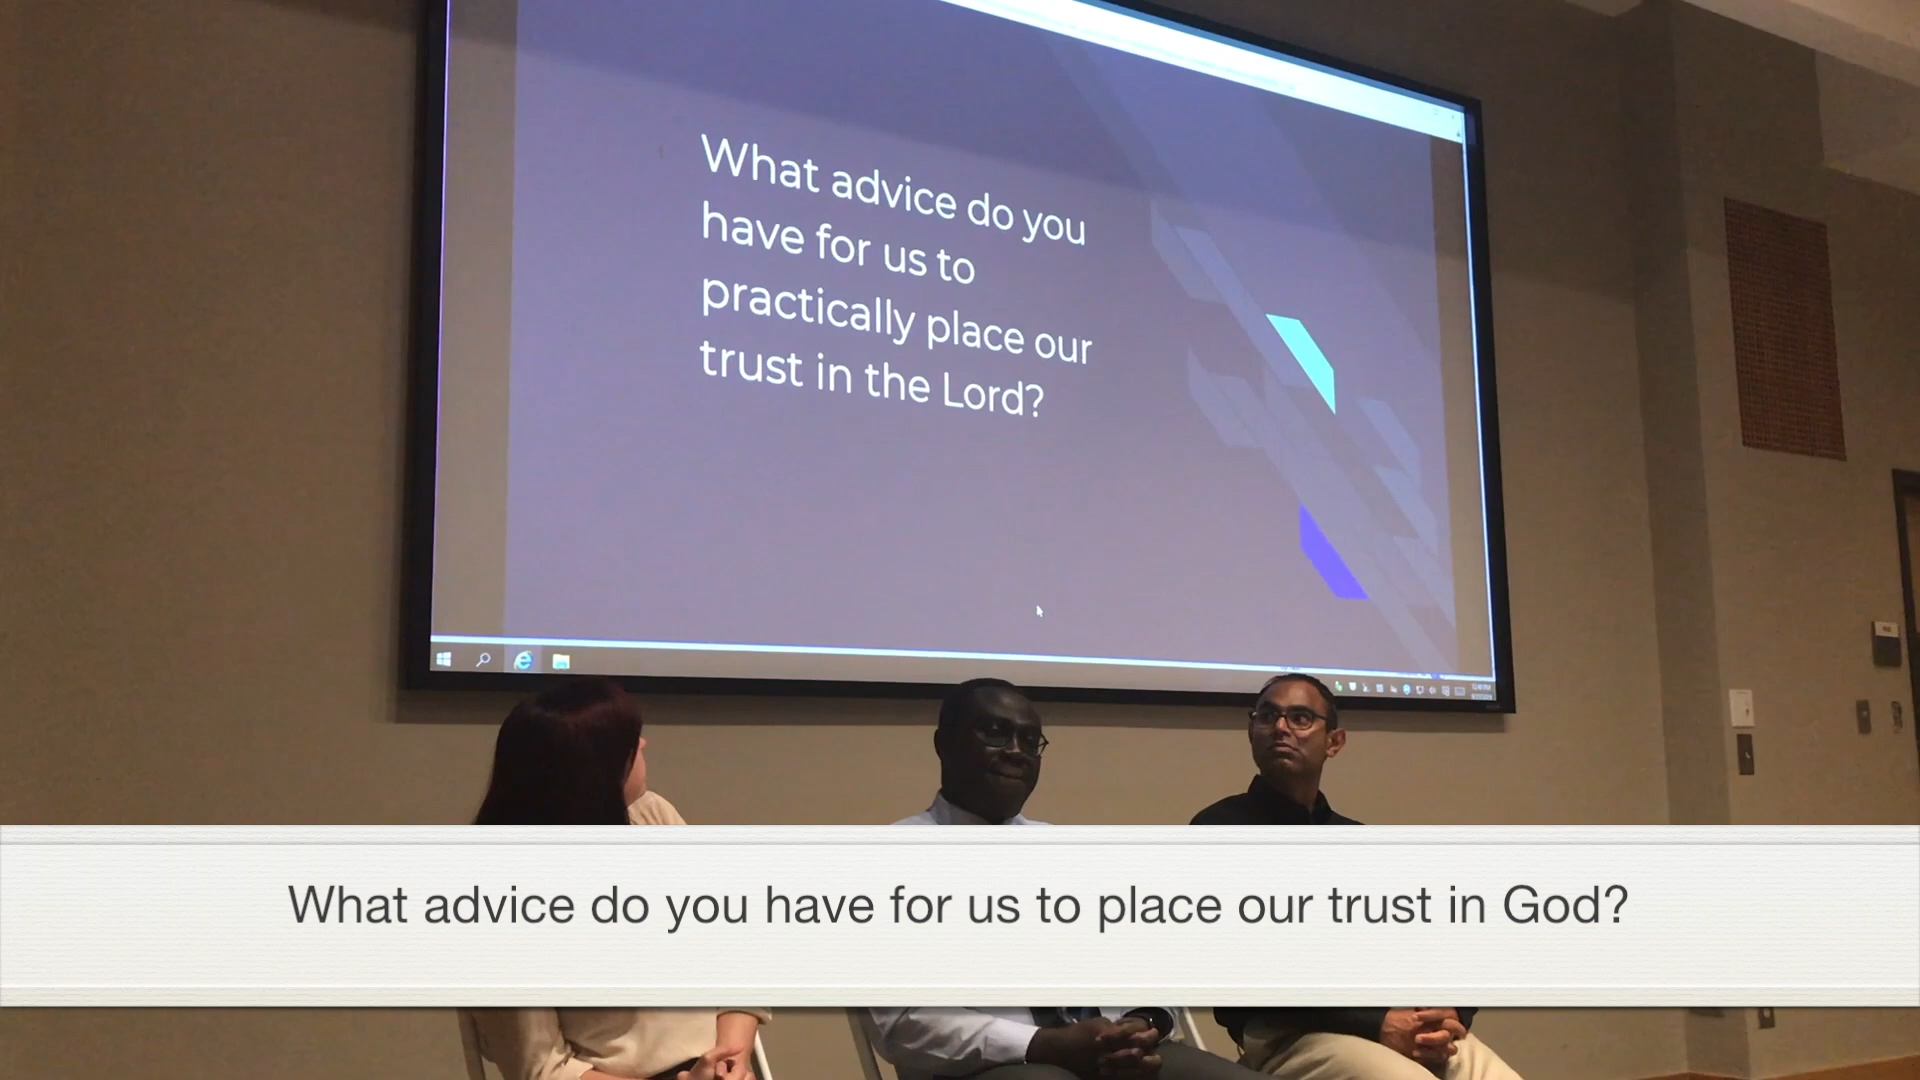 What advice do you
have for us to
practically place our
trust in the Lord?
What advice do you have for us to place our trust in God?